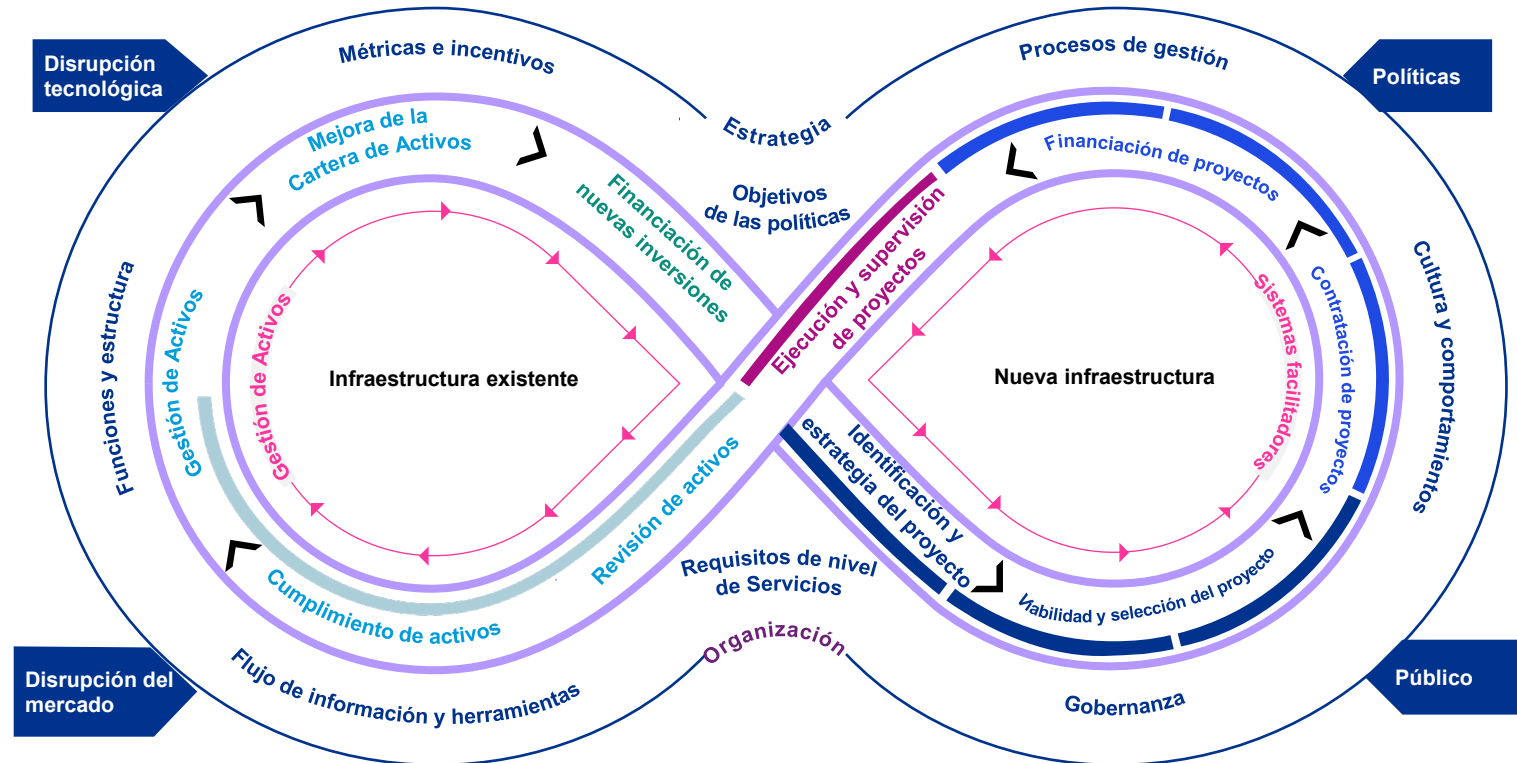 Métricas e incentivos
Procesos de gestión
Disrupción
tecnológica
Políticas
Estrategia
Mejora de la
Cartera de Activos
Financiación de proyectos
Objetivos
de las políticas
Financiación de
nuevas inversiones
Ejecución y supervisión
de proyectos
Funciones y estructura
Gestión de Activos
Gestión de Activos
Infraestructura existente
Nueva infraestructura
Sistemas facilitadores
Contratación de proyectos
Cultura y comportamientos
Identificación y
estrategia del proyecto
Revisión de activos
Cumplimiento de activos
Requisitos de nivel
de Servicios
Viabilidad y selección del proyecto
Organización
Flujo de información y herramientas
Gobernanza
Disrupción del
mercado
Público